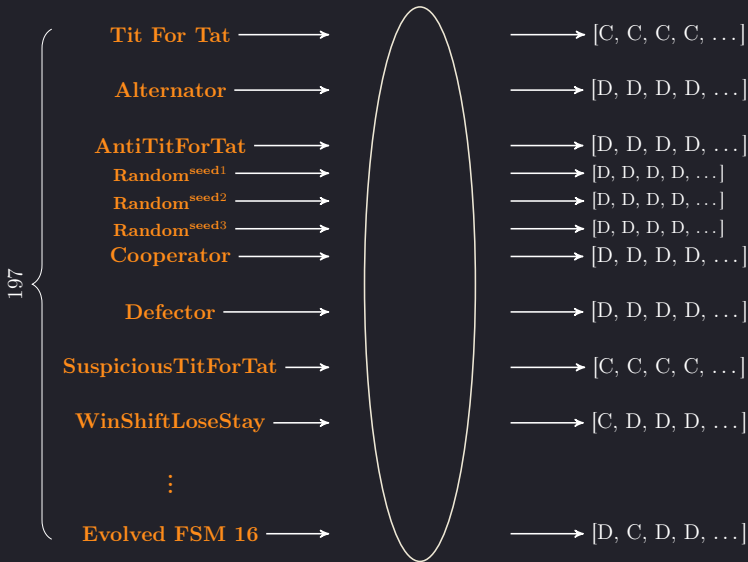 Tit For Tat [C, C, C, C, ...]
Alternator [D, D, D, D, ...]
AntiTitForTat [D, D, D, D, ...]
Random^seed1 [D, D, D, D, ...]
Random^seed2 [D, D, D, D, ...]
Random^seed3 [D, D, D, D, ...]
Cooperator [D, D, D, D, ...]
197
Defector [D, D, D, D, ...]
SuspiciousTitForTat [C, C, C, C, ...]
WinShiftLoseStay [C, D, D, D, ...]
⋮
Evolved FSM 16 [D, C, D, D, ...]